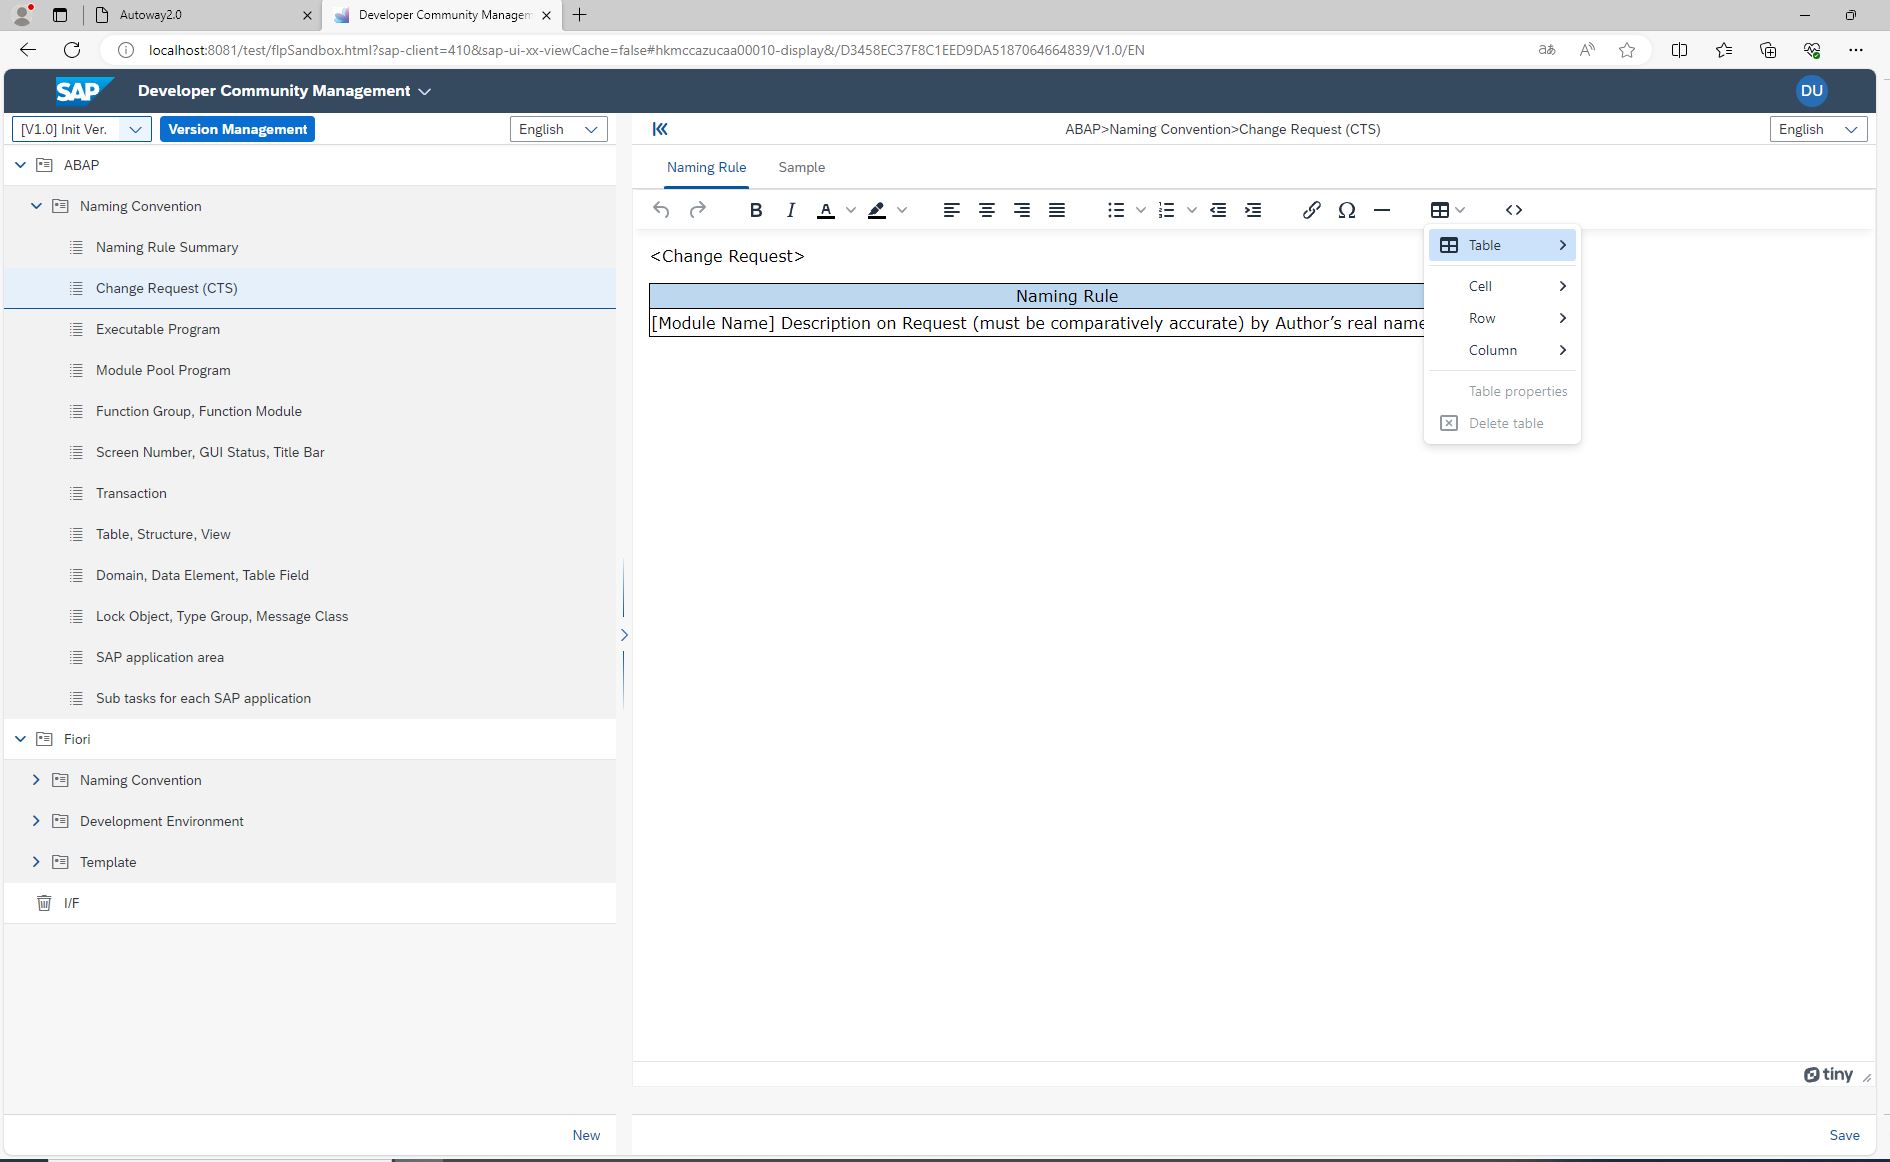 Autoway2.0
Developer Community Managem
localhost:8081/test/flpSandbox.html?sap-client=410&sap-ui-xx-viewCache=false#hkmccazucaa00010-display&/D3458EC37F8C1EED9DA5187064664839/V1.0/EN
SAP
Developer Community Management
DU
[V1.0] Init Ver.
Version Management
English
ABAP>Naming Convention>Change Request (CTS)
English
ABAP
Naming Convention
Naming Rule Summary
Change Request (CTS)
Executable Program
Module Pool Program
Function Group, Function Module
Screen Number, GUI Status, Title Bar
Transaction
Table, Structure, View
Domain, Data Element, Table Field
Lock Object, Type Group, Message Class
SAP application area
Sub tasks for each SAP application
Fiori
Naming Convention
Development Environment
Template
I/F
New
Naming Rule
Sample
<Change Request>
Naming Rule
[Module Name] Description on Request (must be comparatively accurate) by Author’s real name
Table
Cell
Row
Column
Table properties
Delete table
tiny
Save